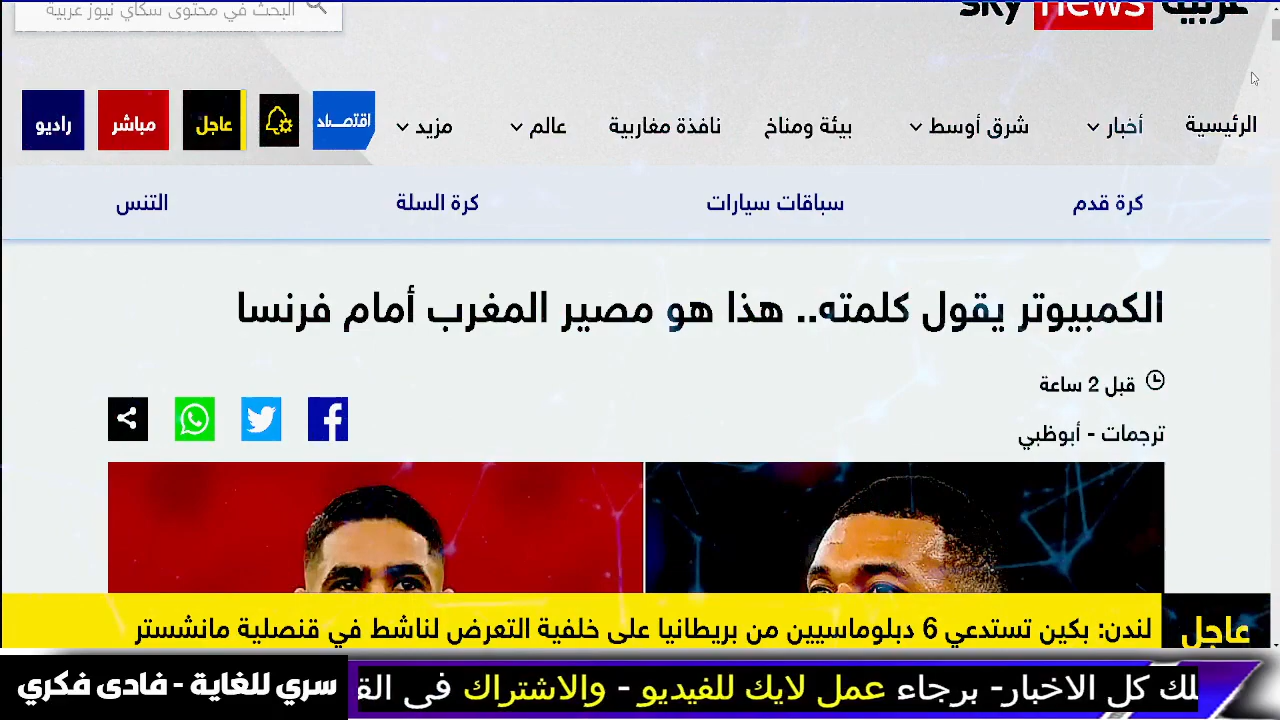 البحث في محتوى سكاي نيوز عربية
sky news عربية
الرئيسية
أخبار
شرق أوسط
بيئة ومناخ
نافذة مغاربية
عالم
مزيد
اقتصاد
عاجل
مباشر
راديو
كرة قدم
سباقات سيارات
كرة السلة
التنس
الكمبيوتر يقول كلمته.. هذا هو مصير المغرب أمام فرنسا
قبل 2 ساعة
ترجمات - أبوظبي
عاجل
لندن: بكين تستدعي 6 دبلوماسيين من بريطانيا على خلفية التعرض لناشط في قنصلية مانشستر
كل الاخبار- برجاء عمل لايك للفيديو - والاشتراك فى
سري للغاية - فادى فكري